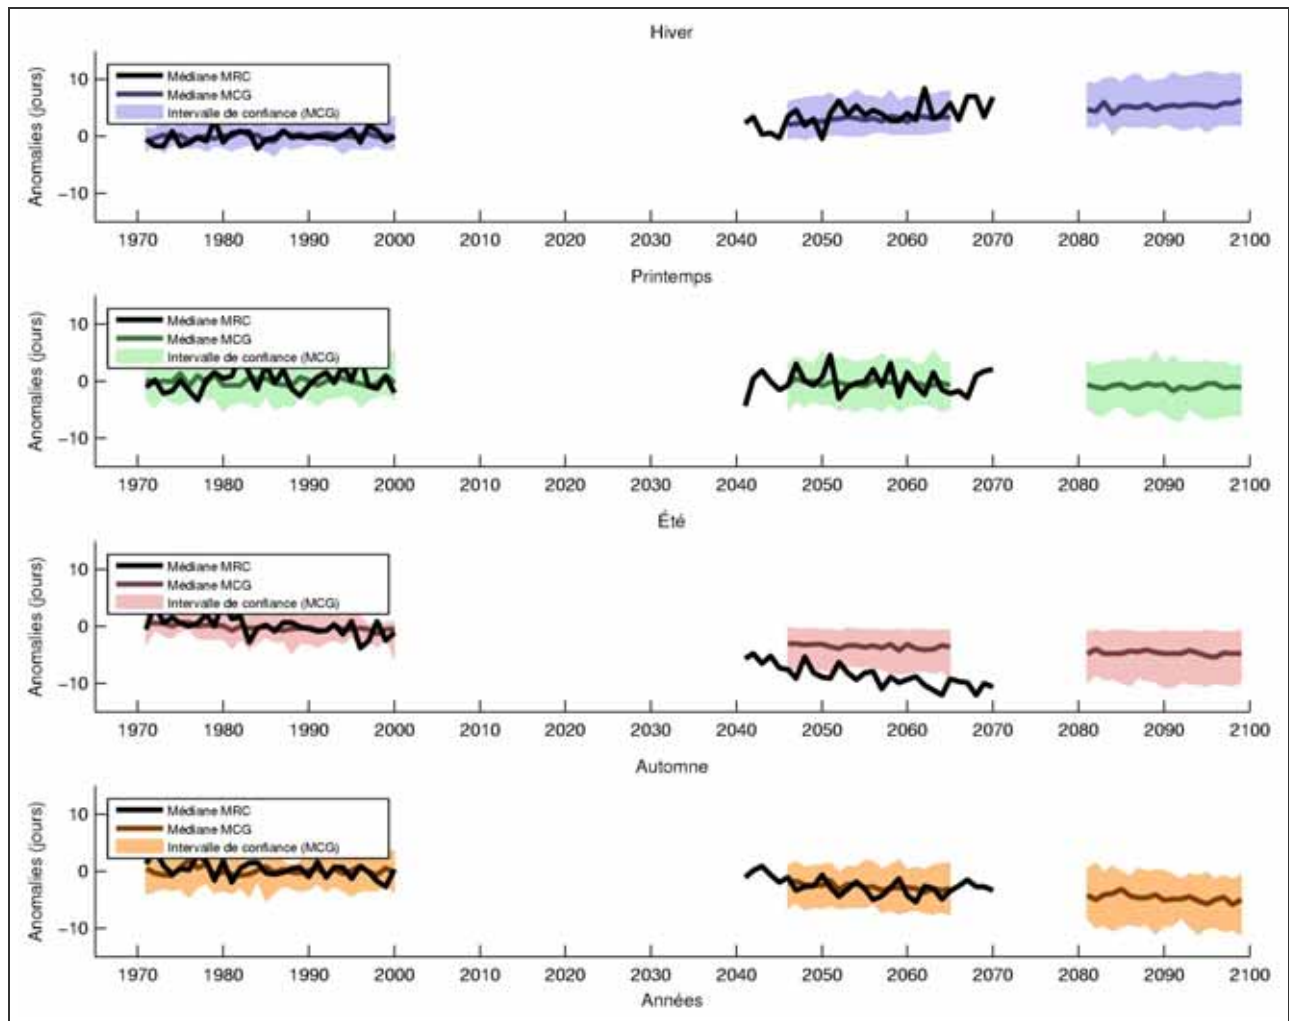 Hiver
Anomalies (jours)
10
0
−10
Médiane MRC
Médiane MCG
Intervalle de confiance (MCG)
1970 1980 1990 2000 2010 2020 2030 2040 2050 2060 2070 2080 2090 2100
Printemps
Anomalies (jours)
10
0
−10
Médiane MRC
Médiane MCG
Intervalle de confiance (MCG)
1970 1980 1990 2000 2010 2020 2030 2040 2050 2060 2070 2080 2090 2100
Été
Anomalies (jours)
10
0
−10
Médiane MRC
Médiane MCG
Intervalle de confiance (MCG)
1970 1980 1990 2000 2010 2020 2030 2040 2050 2060 2070 2080 2090 2100
Automne
Anomalies (jours)
10
0
−10
Médiane MRC
Médiane MCG
Intervalle de confiance (MCG)
1970 1980 1990 2000 2010 2020 2030 2040 2050 2060 2070 2080 2090 2100
Années